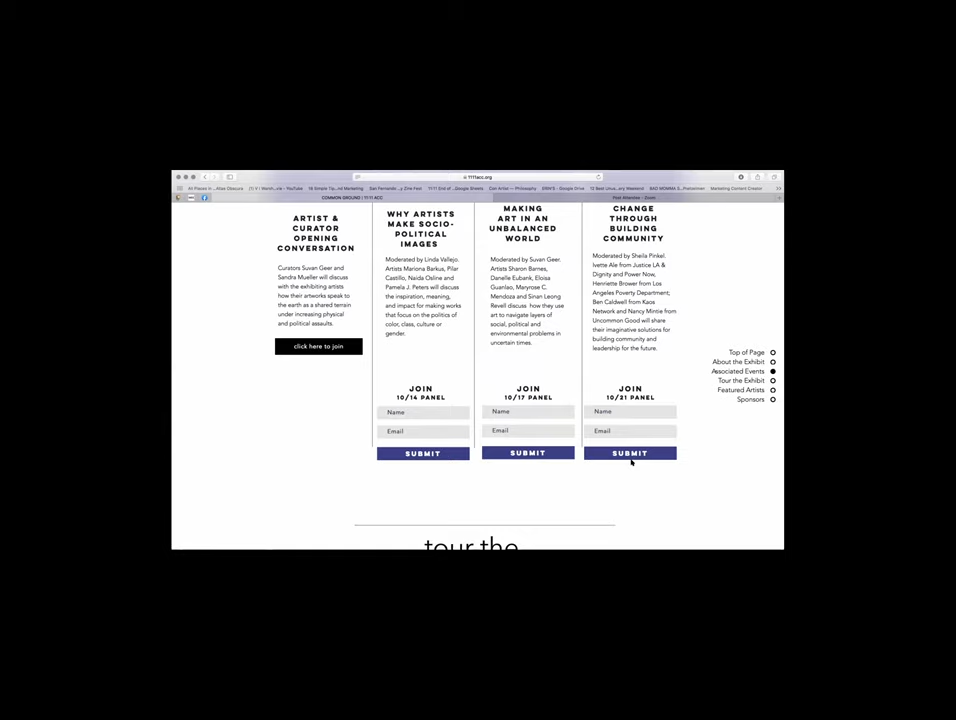 1111acc.org
COMMON GROUND | 11:11 ACC
ARTIST &
CURATOR
OPENING
CONVERSATION
Curators Suvan Geer and
Sandra Mueller will discuss
with the exhibiting artists
how their artworks speak to
the earth as a shared terrain
under increasing physical
and political assaults.
click here to join
WHY ARTISTS
MAKE SOCIO-
POLITICAL
IMAGES
Moderated by Linda Vallejo.
Artists Mariona Barkus, Pilar
Castillo, Naida Osline and
Pamela J. Peters will discuss
the inspiration, meaning,
and impact for making works
that focus on the politics of
color, class, culture or
gender.
JOIN
10/14 PANEL
Name
Email
SUBMIT
MAKING
ART IN AN
UNBALANCED
WORLD
Moderated by Suvan Geer.
Artists Sharon Barnes,
Danelle Eubank, Eloisa
Guanlao, Maryrose C.
Mendoza and Sinan Leong
Revell discuss how they use
art to navigate layers of
social, political and
environmental problems in
uncertain times.
JOIN
10/17 PANEL
Name
Email
SUBMIT
CHANGE
THROUGH
BUILDING
COMMUNITY
Moderated by Sheila Pinkel.
Ivette Ale from Justice LA &
Dignity and Power Now,
Henriette Brower from Los
Angeles Poverty Department;
Ben Caldwell from Kaos
Network and Nancy Mintie from
Uncommon Good will share
their imaginative solutions for
building community and
leadership for the future.
JOIN
10/21 PANEL
Name
Email
SUBMIT
Top of Page
About the Exhibit
Associated Events
Tour the Exhibit
Featured Artists
Sponsors
tour the